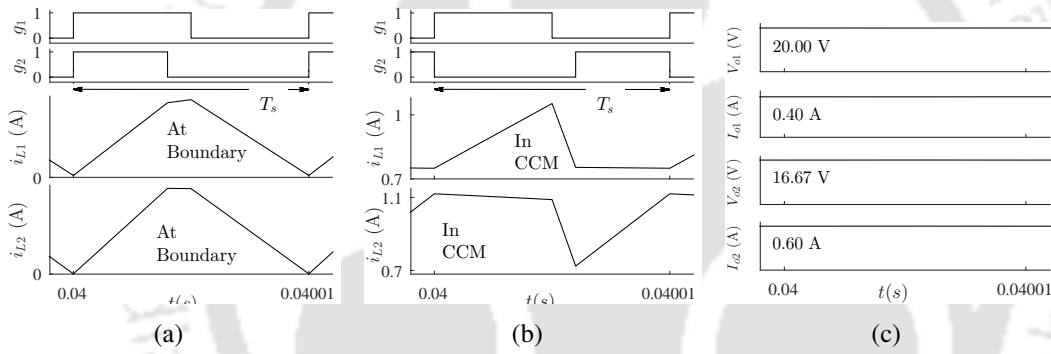 g1
1
0
g2
1
0
Ts
iL1 (A)
0
At
Boundary
iL2 (A)
0
At
Boundary
0.04
t(s)
0.04001
(a)
g1
1
0
g2
1
0
Ts
iL1 (A)
1
0.7
In
CCM
iL2 (A)
1.1
0.7
In
CCM
0.04
t(s)
0.04001
(b)
Vo1 (V)
20.00 V
Io1 (A)
0.40 A
Vo2 (V)
16.67 V
Io2 (A)
0.60 A
0.04
t(s)
0.04001
(c)